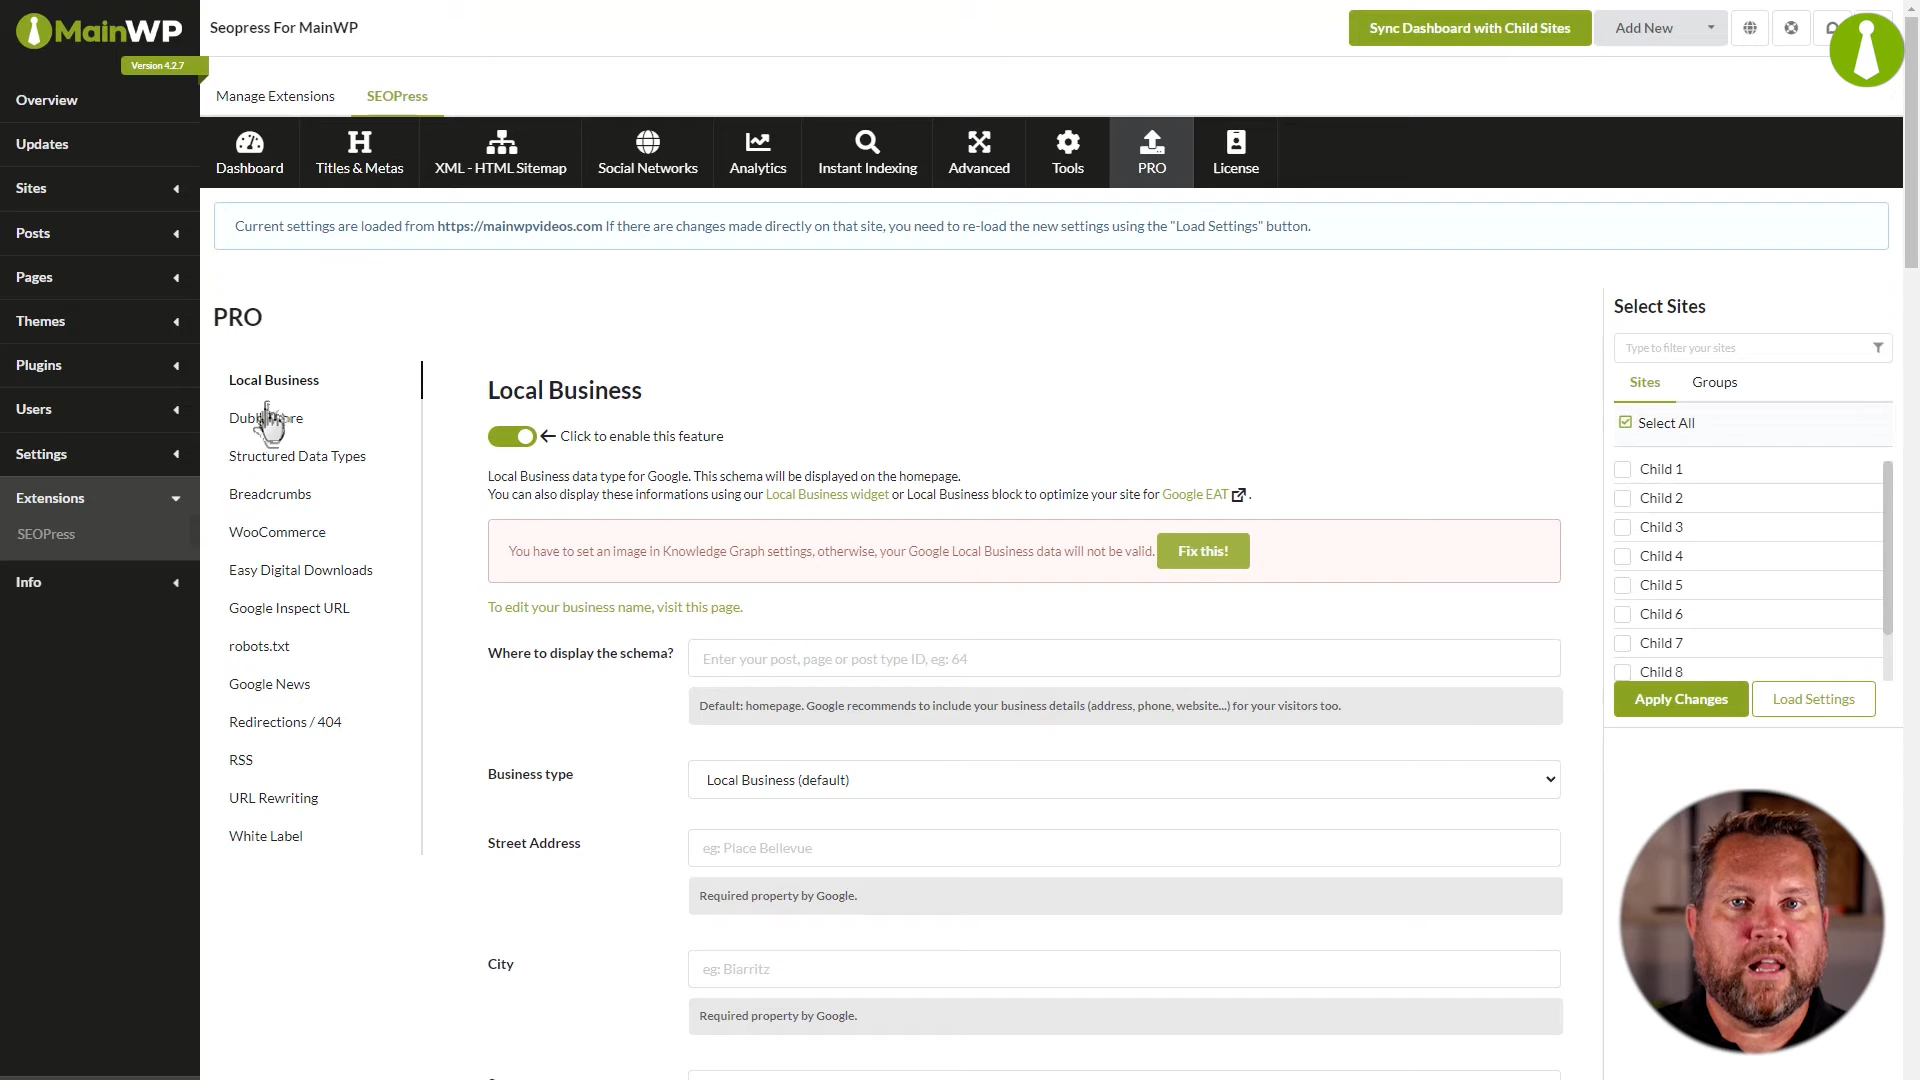 MainWP
Version 4.2.7
Overview
Updates
Sites
Posts
Pages
Themes
Plugins
Users
Settings
Extensions
SEOPress
Info
Seopress For MainWP
Sync Dashboard with Child Sites
Add New
Manage Extensions
SEOPress
Dashboard
Titles & Metas
XML - HTML Sitemap
Social Networks
Analytics
Instant Indexing
Advanced
Tools
PRO
License
Current settings are loaded from https://mainwpvideos.com If there are changes made directly on that site, you need to re-load the new settings using the "Load Settings" button.
PRO
Local Business
Structured Data Types
Breadcrumbs
WooCommerce
Easy Digital Downloads
Google Inspect URL
robots.txt
Google News
Redirections / 404
RSS
URL Rewriting
White Label
Local Business
Click to enable this feature
Local Business data type for Google. This schema will be displayed on the homepage.
You can also display these informations using our Local Business widget or Local Business block to optimize your site for Google EAT .
You have to set an image in Knowledge Graph settings, otherwise, your Google Local Business data will not be valid. Fix this!
To edit your business name, visit this page.
Where to display the schema?
Enter your post, page or post type ID, eg: 64
Default: homepage. Google recommends to include your business details (address, phone, website...) for your visitors too.
Business type
Local Business (default)
Street Address
eg: Place Bellevue
Required property by Google.
City
eg: Biarritz
Required property by Google.
Select Sites
Type to filter your sites
Sites
Groups
Select All
Child 1
Child 2
Child 3
Child 4
Child 5
Child 6
Child 7
Child 8
Apply Changes
Load Settings